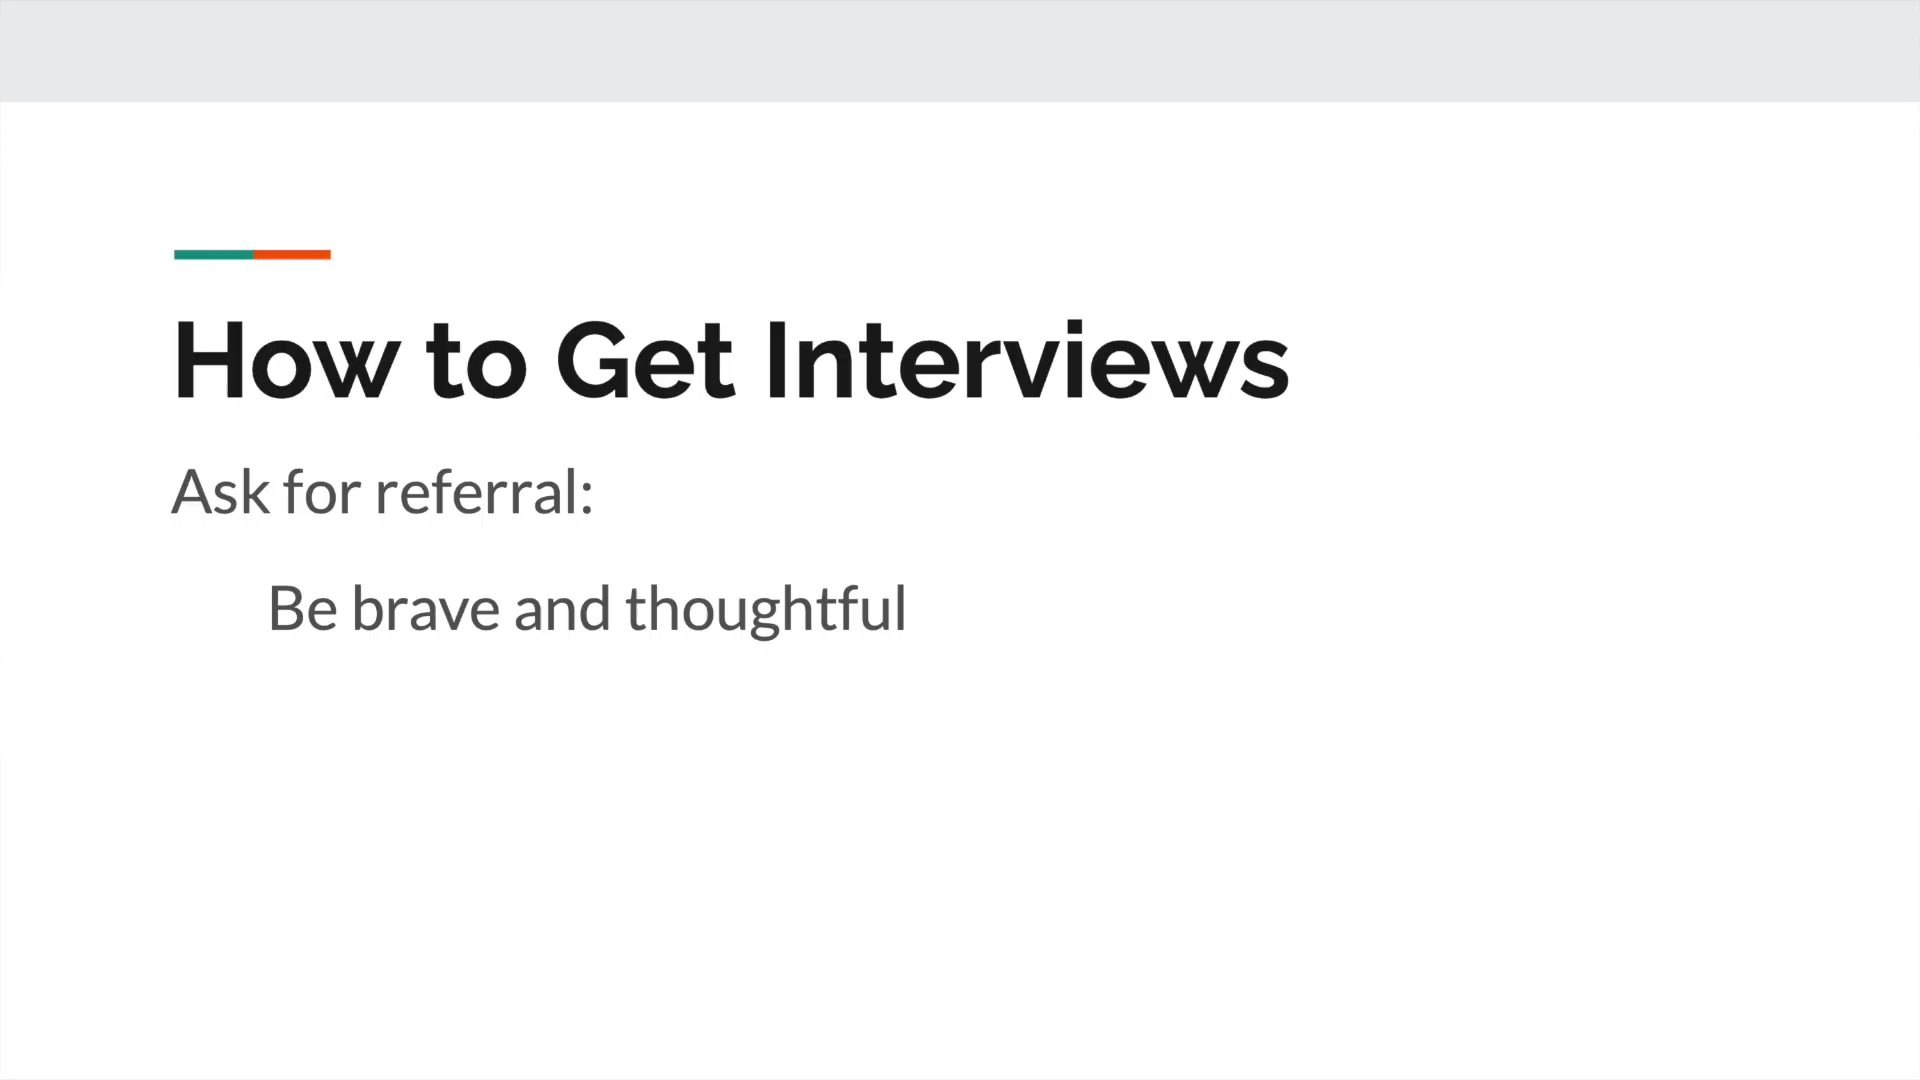 How to Get Interviews
Ask for referral:
Be brave and thoughtful